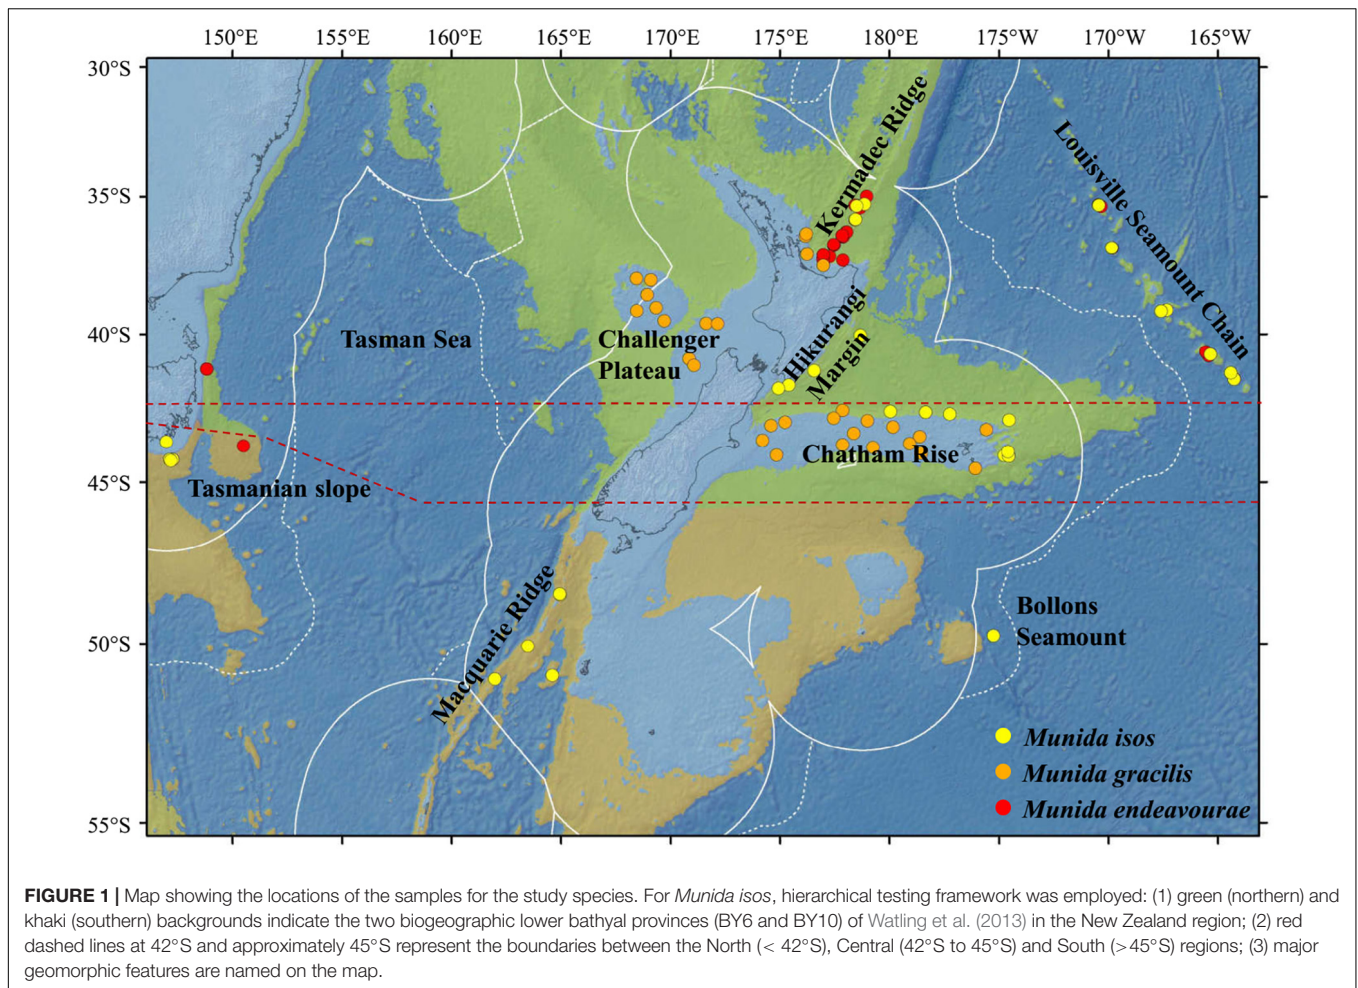 150°E 155°E 160°E 165°E 170°E 175°E 180°E 175°W 170°W 165°W
30°S
35°S
40°S
45°S
50°S
55°S
Kermadec Ridge
Louisville Seamount Chain
Tasman Sea
Challenger
Plateau
Hikurangi
Margin
Chatham Rise
Tasmanian slope
Macquarie Ridge
Bollons
Seamount
Munida isos
Munida gracilis
Munida endeavourae
FIGURE 1 | Map showing the locations of the samples for the study species. For Munida isos, hierarchical testing framework was employed: (1) green (northern) and
khaki (southern) backgrounds indicate the two biogeographic lower bathyal provinces (BY6 and BY10) of Watling et al. (2013) in the New Zealand region; (2) red
dashed lines at 42°S and approximately 45°S represent the boundaries between the North (< 42°S), Central (42°S to 45°S) and South (>45°S) regions; (3) major
geomorphic features are named on the map.